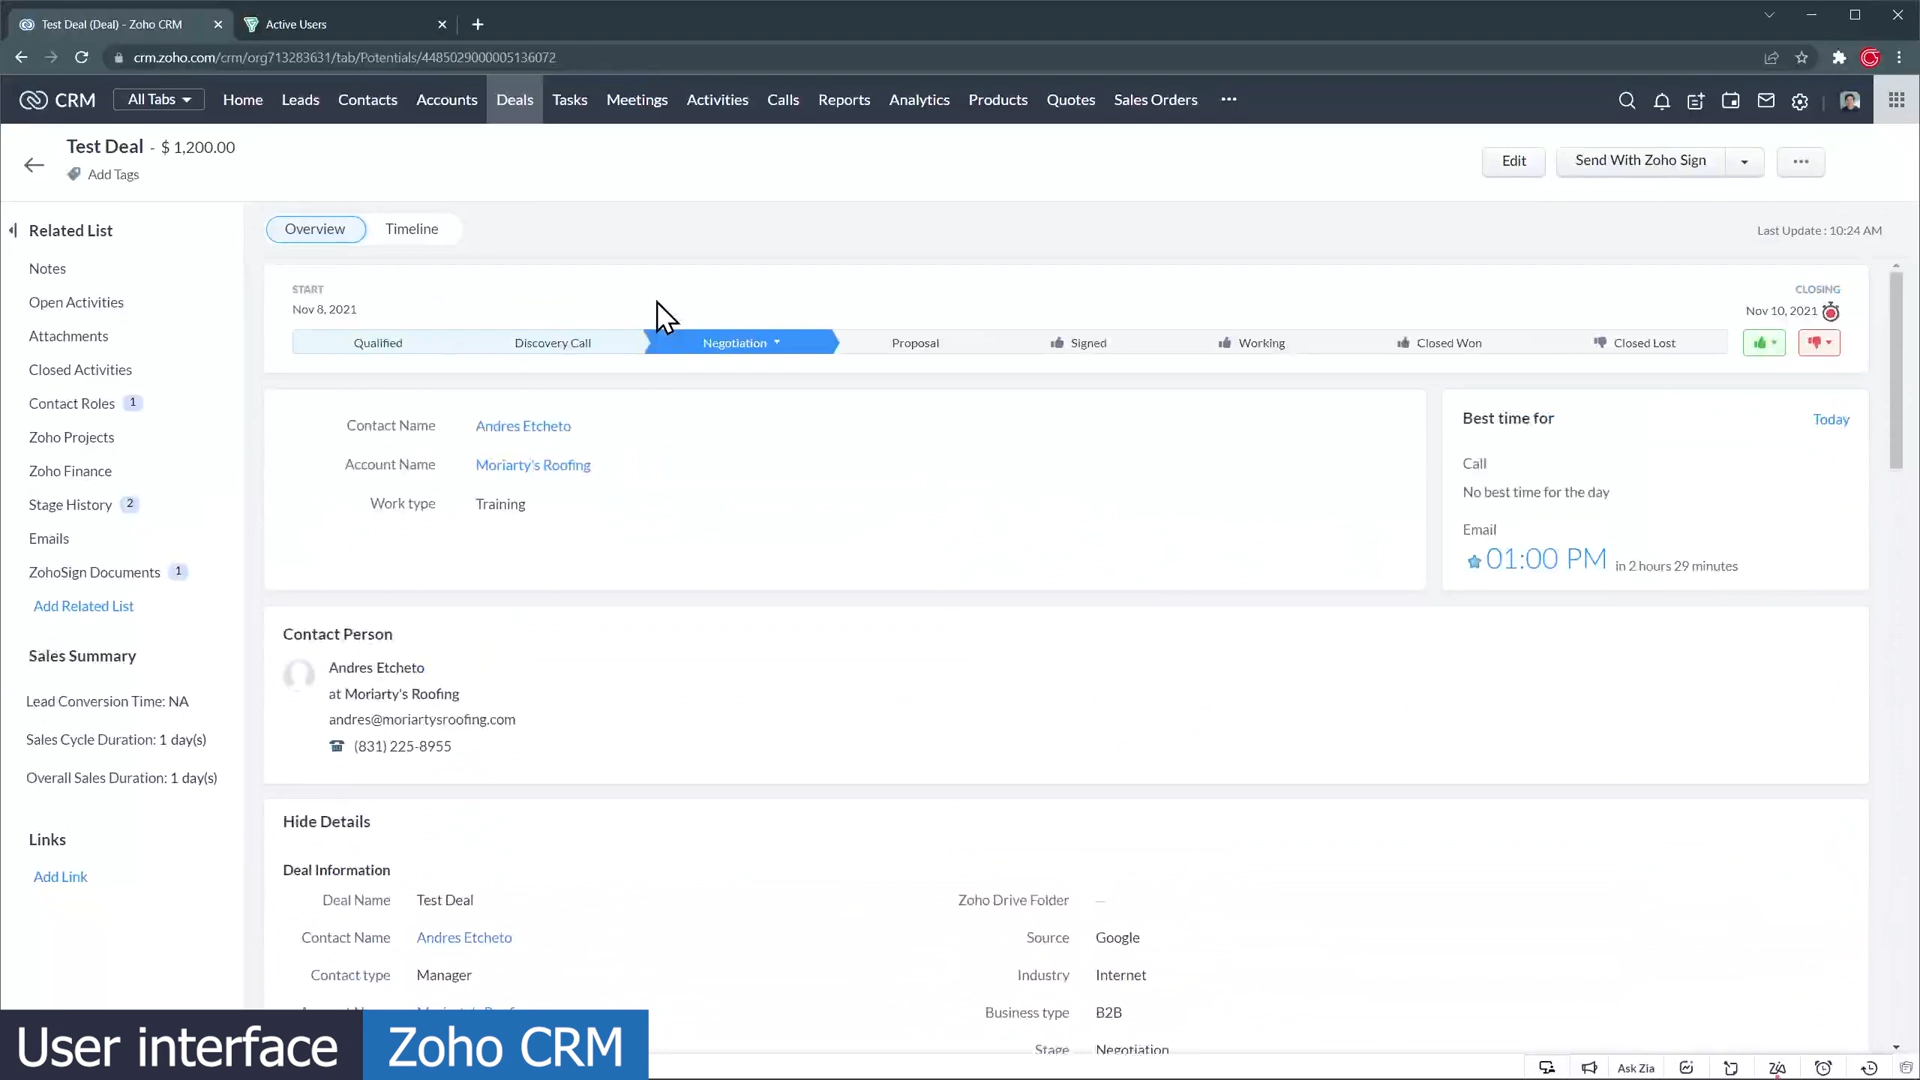 Test Deal (Deal) - Zoho CRM
Active Users
crm.zoho.com/crm/org713283631/tab/Potentials/4485029000005136072
CRM
All Tabs
Home
Leads
Contacts
Accounts
Deals
Tasks
Meetings
Activities
Calls
Reports
Analytics
Products
Quotes
Sales Orders
Test Deal - $ 1,200.00
Add Tags
Edit
Send With Zoho Sign
Related List
Notes
Open Activities
Attachments
Closed Activities
Contact Roles 1
Zoho Projects
Zoho Finance
Stage History 2
Emails
ZohoSign Documents 1
Add Related List
Sales Summary
Lead Conversion Time: NA
Sales Cycle Duration: 1 day(s)
Overall Sales Duration: 1 day(s)
Links
Add Link
Overview
Timeline
Last Update : 10:24 AM
START
Nov 8, 2021
CLOSING
Nov 10, 2021
Qualified
Discovery Call
Negotiation
Proposal
Signed
Working
Closed Won
Closed Lost
Contact Name Andres Etcheto
Account Name Moriarty's Roofing
Work type Training
Best time for
Today
Call
No best time for the day
Email
01:00 PM in 2 hours 29 minutes
Contact Person
Andres Etcheto
at Moriarty's Roofing
andres@moriartysroofing.com
(831) 225-8955
Hide Details
Deal Information
Deal Name Test Deal
Zoho Drive Folder —
Contact Name Andres Etcheto
Source Google
Contact type Manager
Industry Internet
Business type B2B
Stage Negotiation
User interface
Zoho CRM
Ask Zia